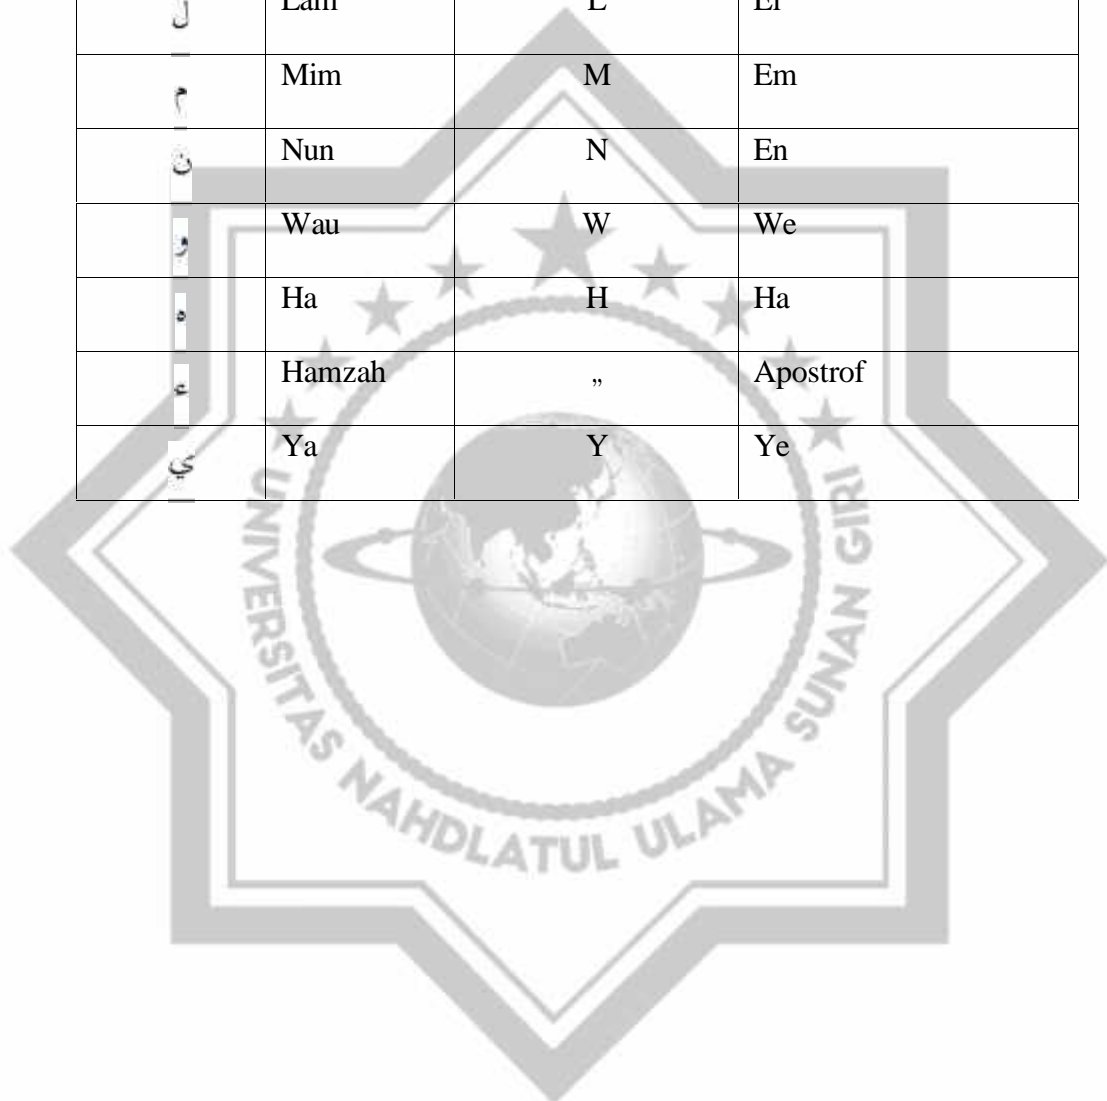 ل Lam L El
م Mim M Em
ن Nun N En
و Wau W We
ه Ha H Ha
ء Hamzah „ Apostrof
ي Ya Y Ye
UNIVERSITAS NAHDLATUL ULAMA SUNAN GIRI